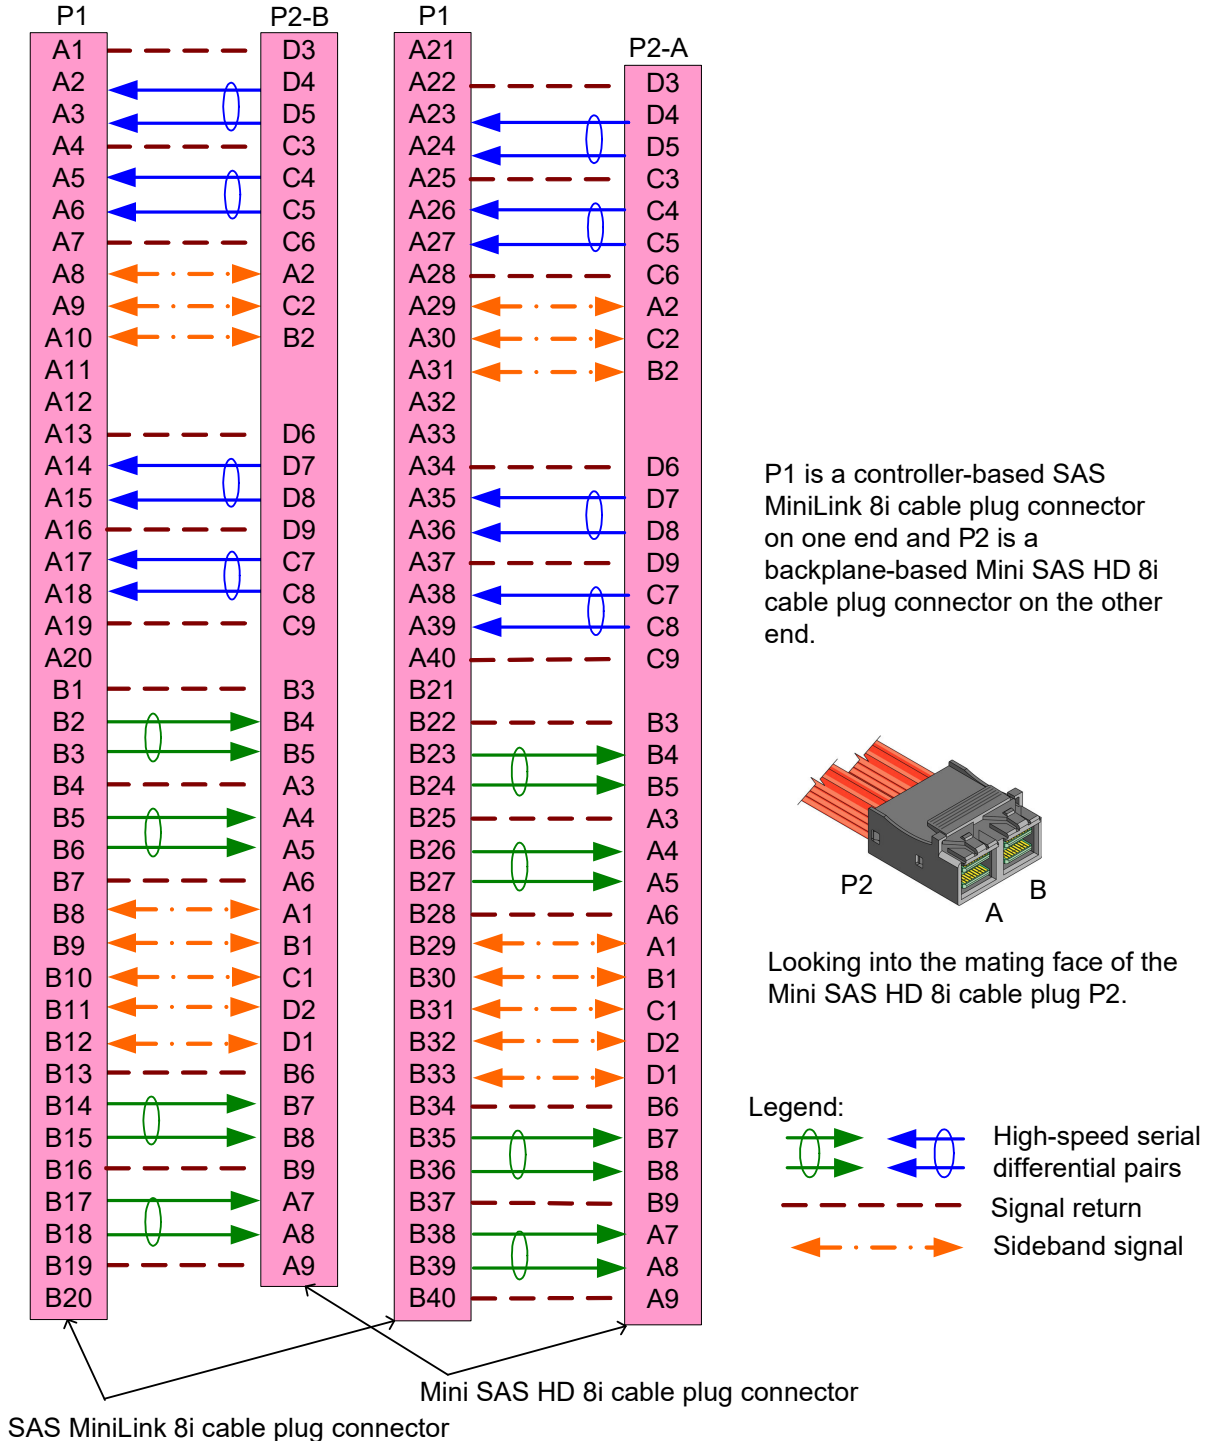 P1
P2-B
P1
P2-A
A1 D3
A2 D4
A3 D5
A4 C3
A5 C4
A6 C5
A7 C6
A8 A2
A9 C2
A10 B2
A11
A12
A13 D6
A14 D7
A15 D8
A16 D9
A17 C7
A18 C8
A19 C9
A20
B1 B3
B2 B4
B3 B5
B4 A3
B5 A4
B6 A5
B7 A6
B8 A1
B9 B1
B10 C1
B11 D2
B12 D1
B13 B6
B14 B7
B15 B8
B16 B9
B17 A7
B18 A8
B19 A9
B20
A21
A22 D3
A23 D4
A24 D5
A25 C3
A26 C4
A27 C5
A28 C6
A29 A2
A30 C2
A31 B2
A32
A33
A34 D6
A35 D7
A36 D8
A37 D9
A38 C7
A39 C8
A40 C9
B21
B22 B3
B23 B4
B24 B5
B25 A3
B26 A4
B27 A5
B28 A6
B29 A1
B30 B1
B31 C1
B32 D2
B33 D1
B34 B6
B35 B7
B36 B8
B37 B9
B38 A7
B39 A8
B40 A9
P1 is a controller-based SAS
MiniLink 8i cable plug connector
on one end and P2 is a
backplane-based Mini SAS HD 8i
cable plug connector on the other
end.
P2
B
A
Looking into the mating face of the
Mini SAS HD 8i cable plug P2.
Legend:
High-speed serial
differential pairs
Signal return
Sideband signal
Mini SAS HD 8i cable plug connector
SAS MiniLink 8i cable plug connector